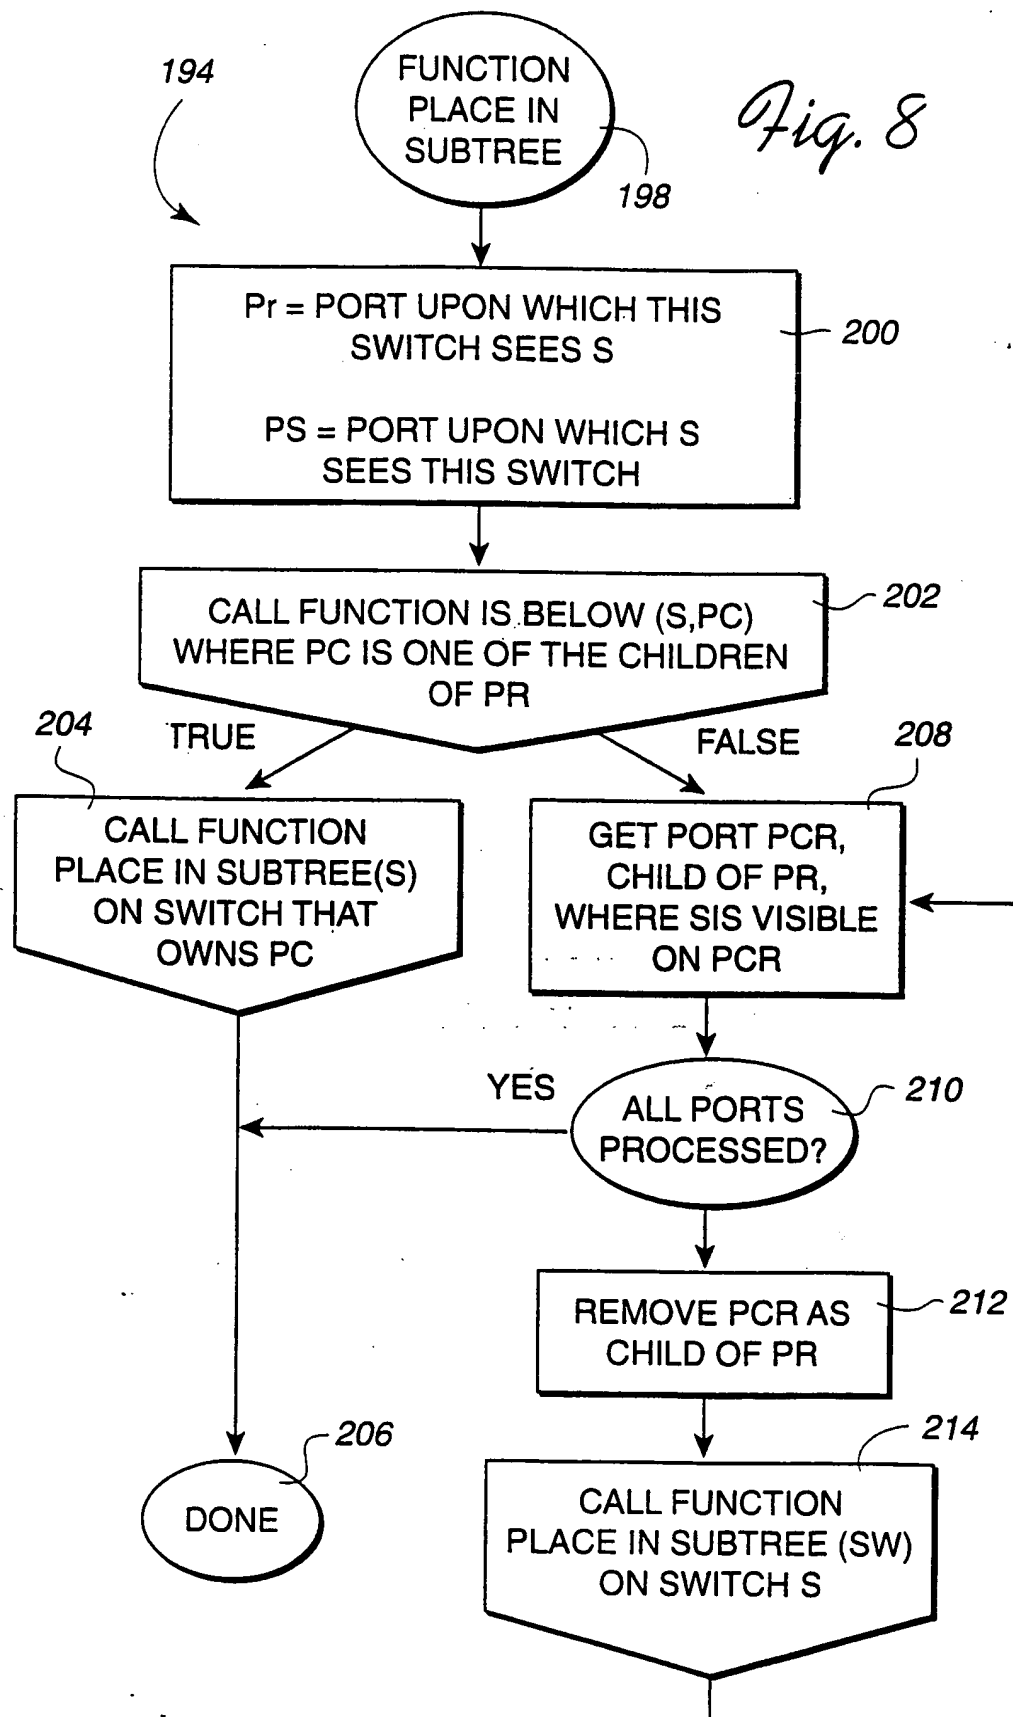 194
FUNCTION
PLACE IN
SUBTREE
198
Fig. 8
Pr = PORT UPON WHICH THIS
SWITCH SEES S
PS = PORT UPON WHICH S
SEES THIS SWITCH
200
CALL FUNCTION IS BELOW (S,PC)
WHERE PC IS ONE OF THE CHILDREN
OF PR
202
TRUE
FALSE
204
CALL FUNCTION
PLACE IN SUBTREE(S)
ON SWITCH THAT
OWNS PC
208
GET PORT PCR,
CHILD OF PR,
WHERE SIS VISIBLE
ON PCR
YES
ALL PORTS
PROCESSED?
210
REMOVE PCR AS
CHILD OF PR
212
206
DONE
214
CALL FUNCTION
PLACE IN SUBTREE (SW)
ON SWITCH S